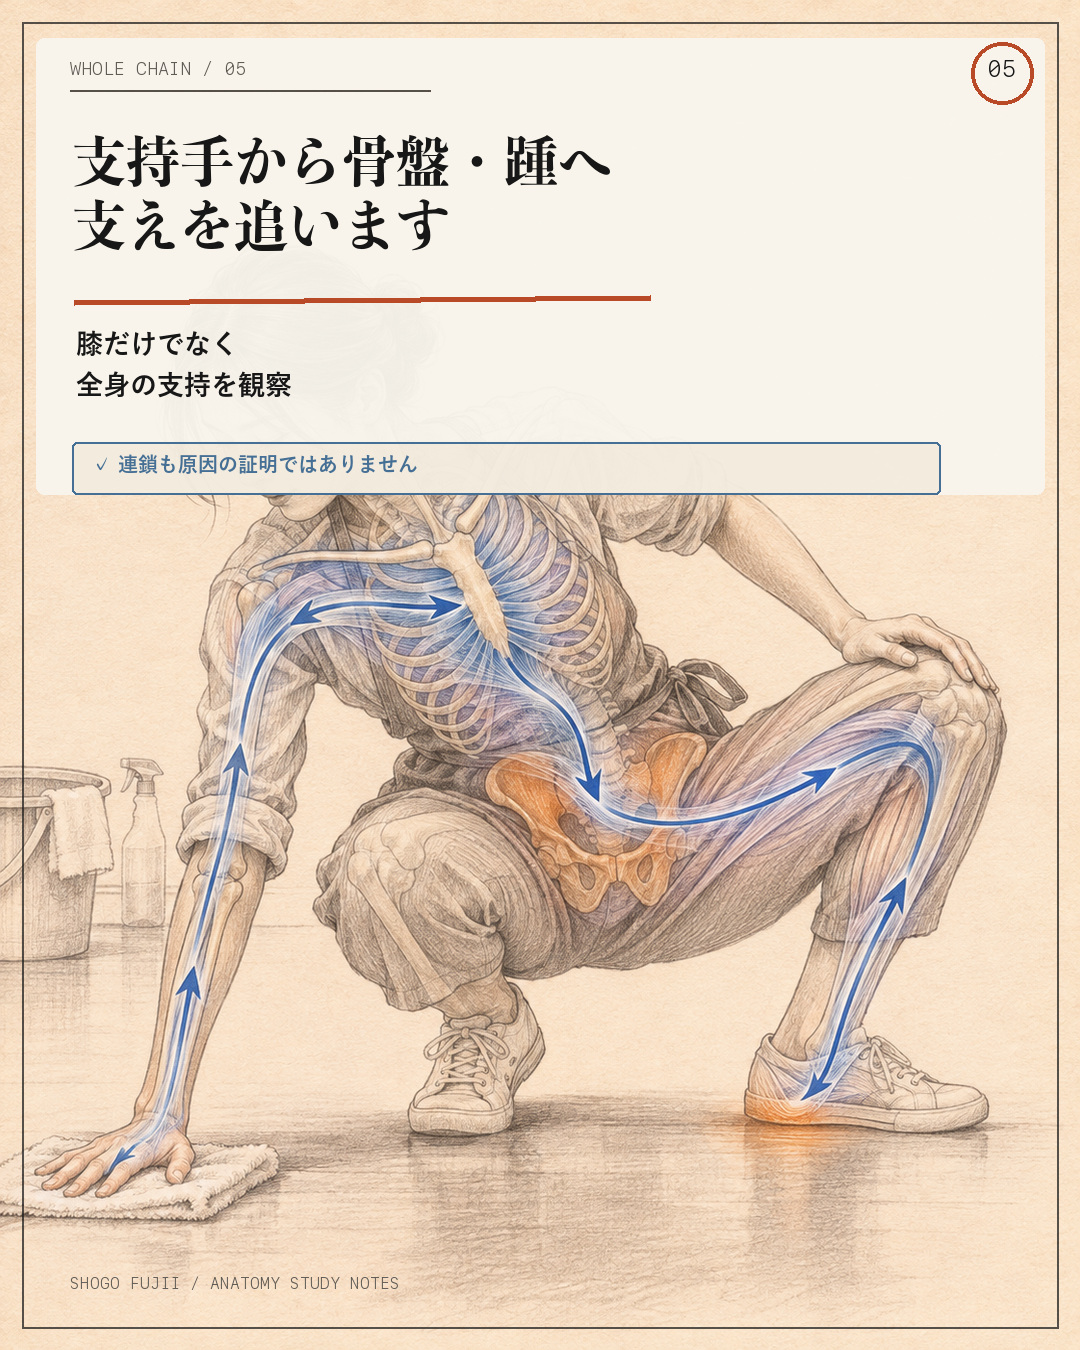 WHOLE CHAIN / 05
05
支持手から骨盤・踵へ
支えを追います
膝だけでなく
全身の支持を観察
✓ 連鎖も原因の証明ではありません
SHOGO FUJII / ANATOMY STUDY NOTES